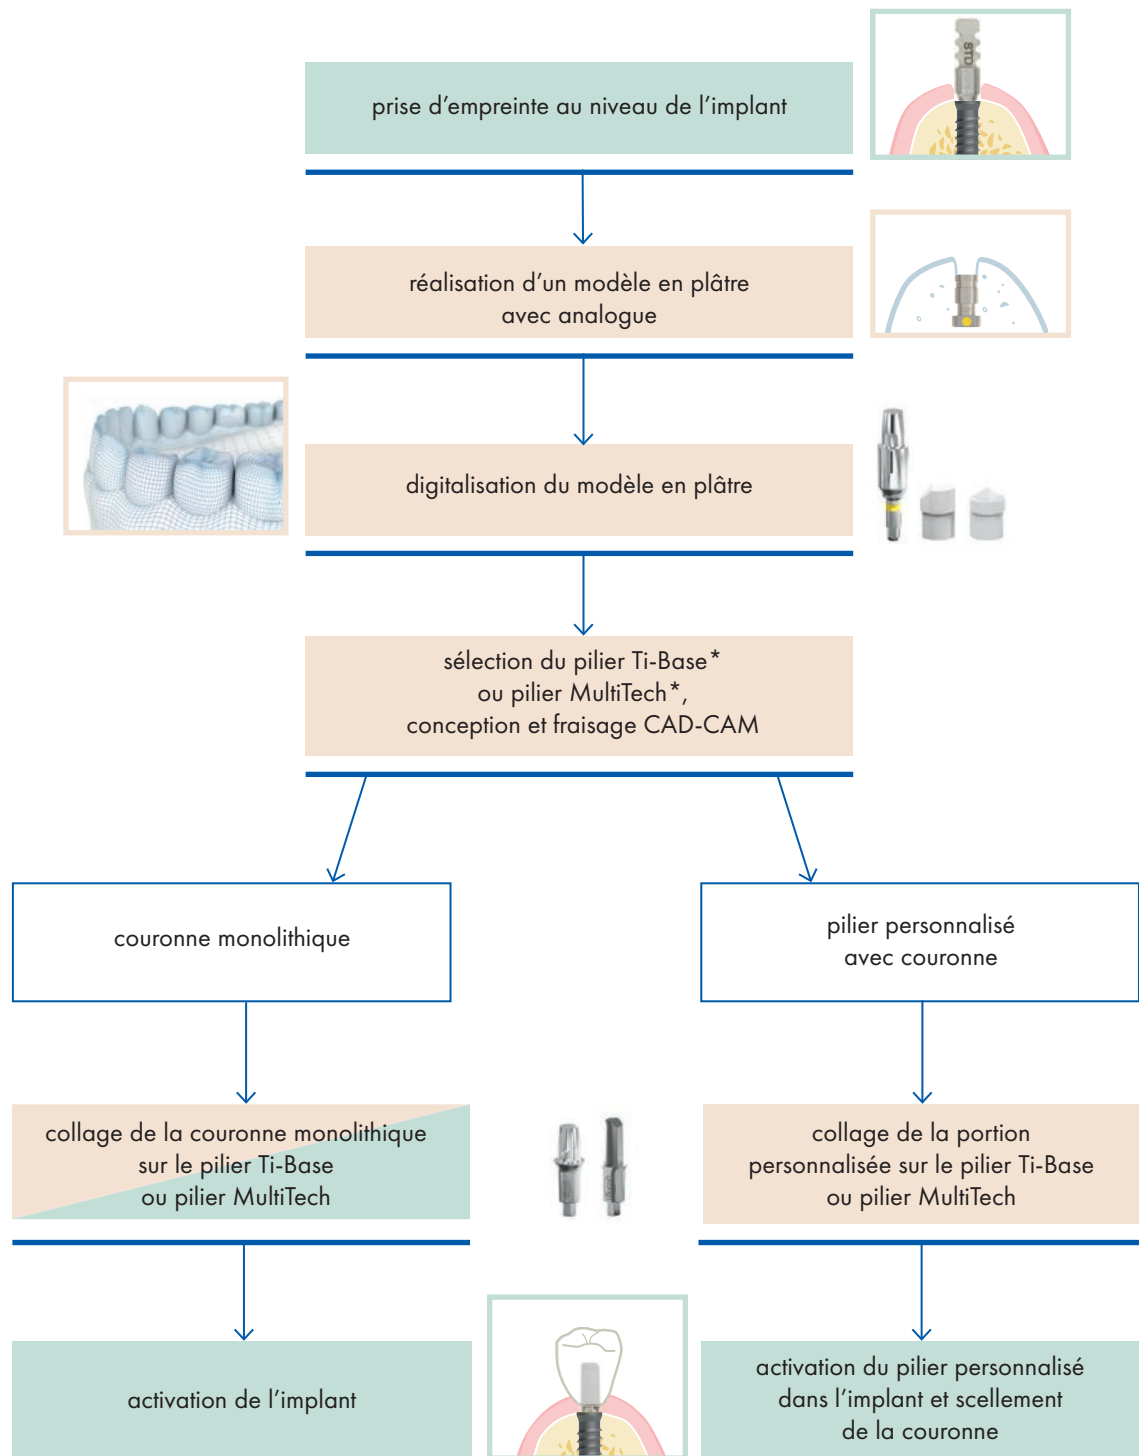 STD
prise d’empreinte au niveau de l’implant
réalisation d’un modèle en plâtre
avec analogue
digitalisation du modèle en plâtre
sélection du pilier Ti-Base*
ou pilier MultiTech*,
conception et fraisage CAD-CAM
couronne monolithique
pilier personnalisé
avec couronne
collage de la couronne monolithique
sur le pilier Ti-Base
ou pilier MultiTech
collage de la portion
personnalisée sur le pilier Ti-Base
ou pilier MultiTech
activation de l’implant
activation du pilier personnalisé
dans l’implant et scellement
de la couronne